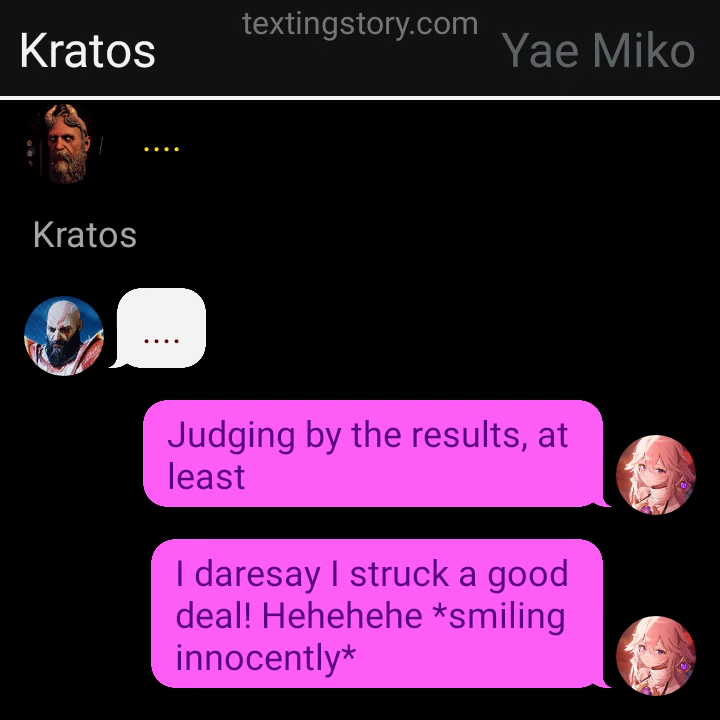 textingstory.com
Kratos
Yae Miko
....
Kratos
....
Judging by the results, at
least
I daresay I struck a good
deal! Hehehehe *smiling
innocently*